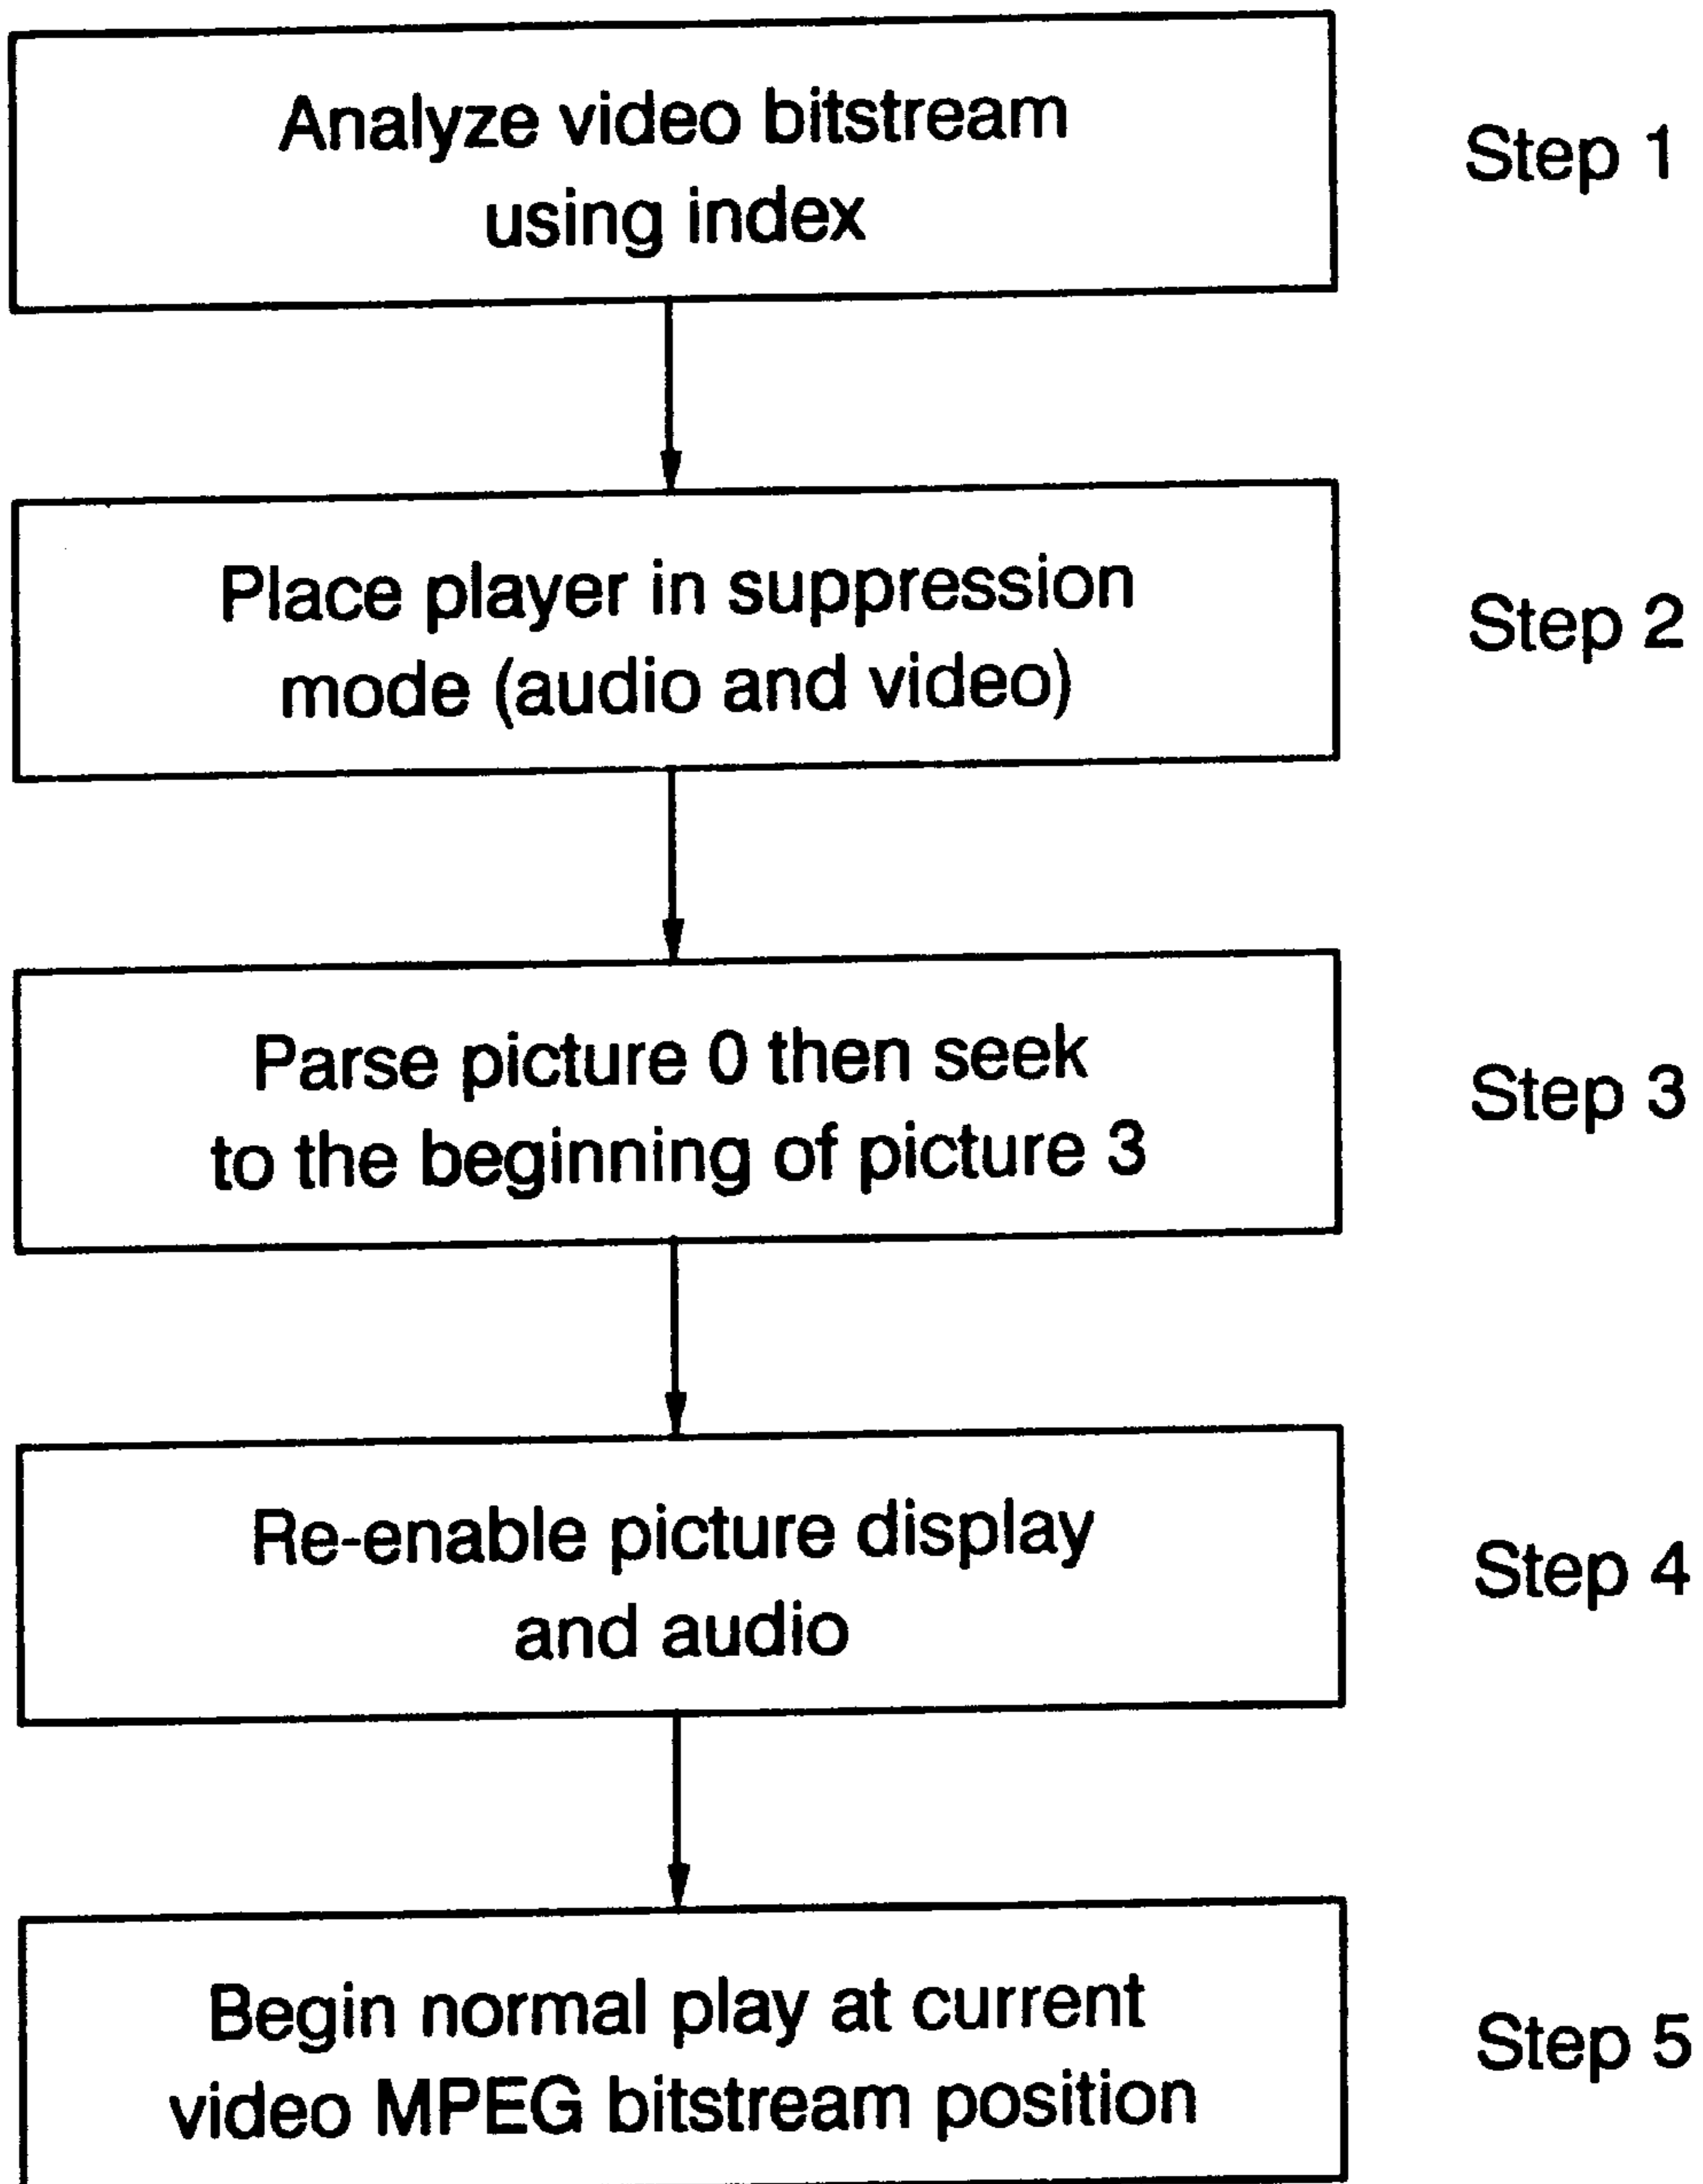 Analyze video bitstream
using index
Step 1
Place player in suppression
mode (audio and video)
Step 2
Parse picture 0 then seek
to the beginning of picture 3
Step 3
Re-enable picture display
and audio
Step 4
Begin normal play at current
video MPEG bitstream position
Step 5